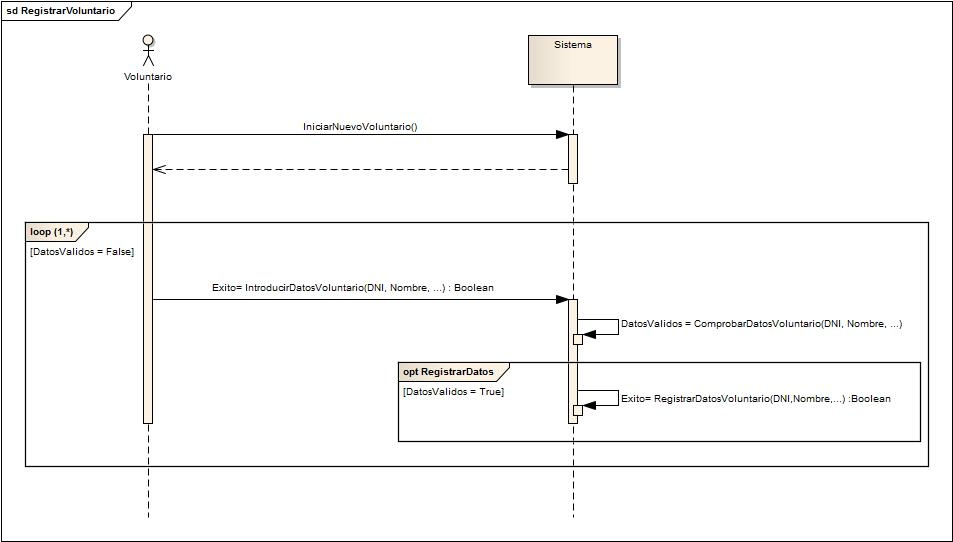 sd RegistrarVoluntario
Sistema
Voluntario
IniciarNuevoVoluntario()
loop (1,*)
[DatosValidos = False]
Exito= IntroducirDatosVoluntario(DNI, Nombre, ...) : Boolean
DatosValidos = ComprobarDatosVoluntario(DNI, Nombre, ...)
opt RegistrarDatos
[DatosValidos = True]
Exito= RegistrarDatosVoluntario(DNI,Nombre,...) :Boolean